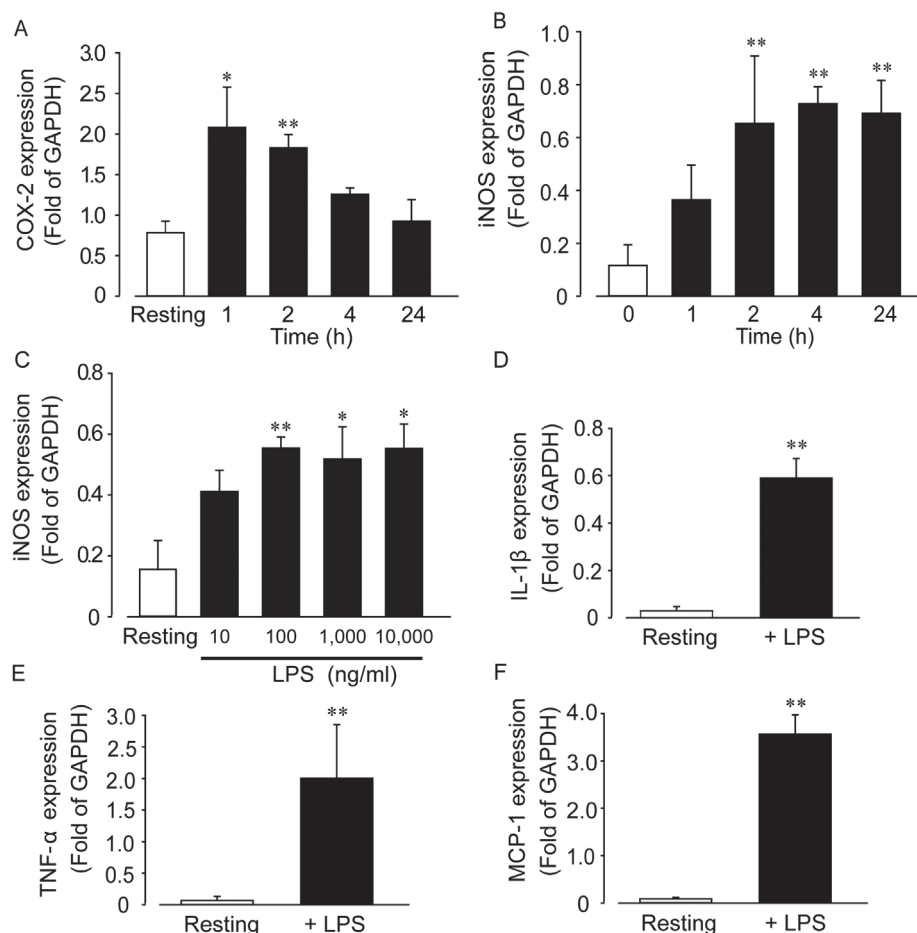 A
COX-2 expression
(Fold of GAPDH)
3.0
2.5
2.0
1.5
1.0
0.5
0
*
**
Resting 1 2 4 24
Time (h)
B
iNOS expression
(Fold of GAPDH)
1.0
0.8
0.6
0.4
0.2
0
** ** **
0 1 2 4 24
Time (h)
C
iNOS expression
(Fold of GAPDH)
0.8
0.6
0.4
0.2
0
** * *
Resting 10 100 1,000 10,000
LPS (ng/ml)
D
IL-1β expression
(Fold of GAPDH)
0.8
0.6
0.4
0.2
0
**
Resting + LPS
E
TNF-α expression
(Fold of GAPDH)
3.0
2.5
2.0
1.5
1.0
0.5
0
**
Resting + LPS
F
MCP-1 expression
(Fold of GAPDH)
4.0
3.0
2.0
1.0
0
**
Resting + LPS